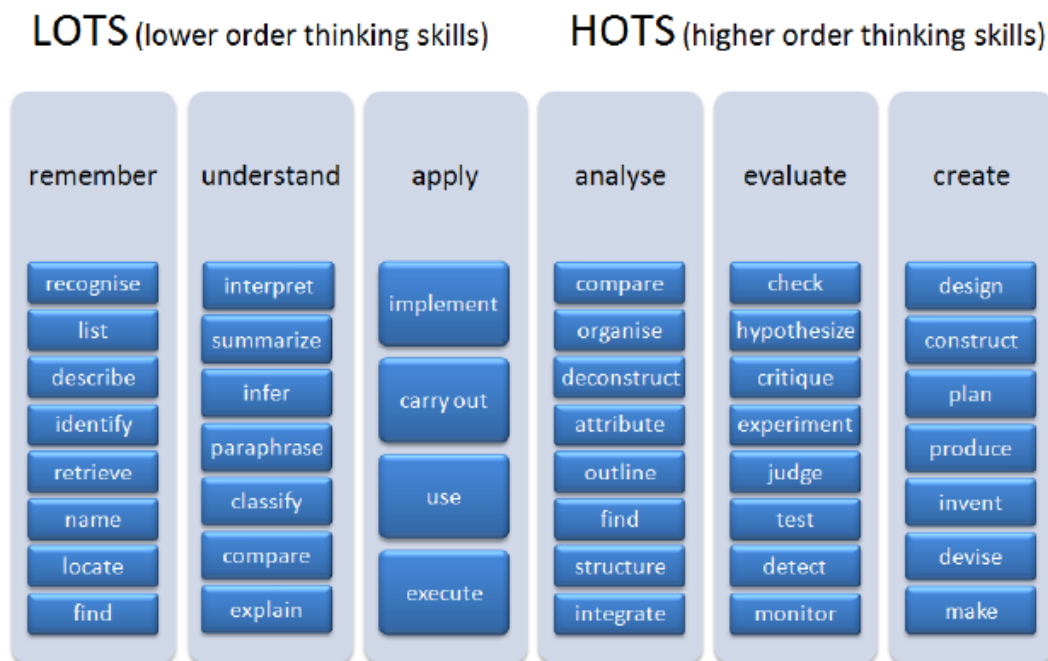 LOTS (lower order thinking skills)
HOTS (higher order thinking skills)
remember
recognise
list
describe
identify
retrieve
name
locate
find
understand
interpret
summarize
infer
paraphrase
classify
compare
explain
apply
implement
carry out
use
execute
analyse
compare
organise
deconstruct
attribute
outline
find
structure
integrate
evaluate
check
hypothesize
critique
experiment
judge
test
detect
monitor
create
design
construct
plan
produce
invent
devise
make